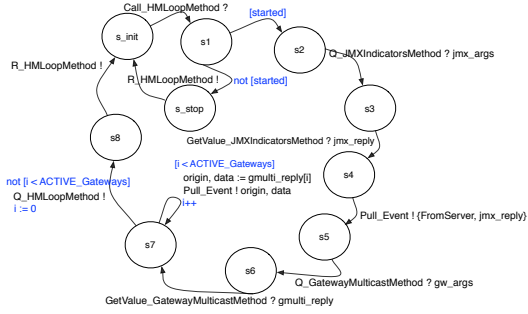 Call_HMLoopMethod ?
[started]
s_init
s1
s2
Q_JMXIndicatorsMethod ? jmx_args
R_HMLoopMethod !
R_HMLoopMethod !
not [started]
s_stop
s3
s8
GetValue_JMXIndicatorsMethod ? jmx_reply
[i < ACTIVE_Gateways]
origin, data := gmulti_reply[i]
Pull_Event ! origin, data
i++
s4
not [i < ACTIVE_Gateways]
Q_HMLoopMethod !
i := 0
Pull_Event ! {FromServer, jmx_reply}
s5
s7
s6
Q_GatewayMulticastMethod ? gw_args
GetValue_GatewayMulticastMethod ? gmulti_reply